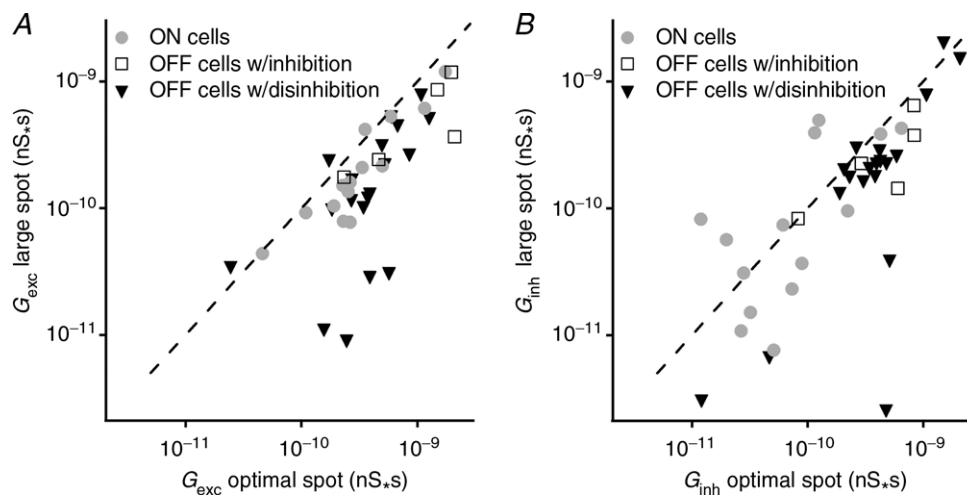 A
ON cells
OFF cells w/inhibition
OFF cells w/disinhibition
10⁻⁹
10⁻¹⁰
10⁻¹¹
G_exc large spot (nS*s)
10⁻¹¹ 10⁻¹⁰ 10⁻⁹
G_exc optimal spot (nS*s)
B
ON cells
OFF cells w/inhibition
OFF cells w/disinhibition
10⁻⁹
10⁻¹⁰
10⁻¹¹
G_inh large spot (nS*s)
10⁻¹¹ 10⁻¹⁰ 10⁻⁹
G_inh optimal spot (nS*s)